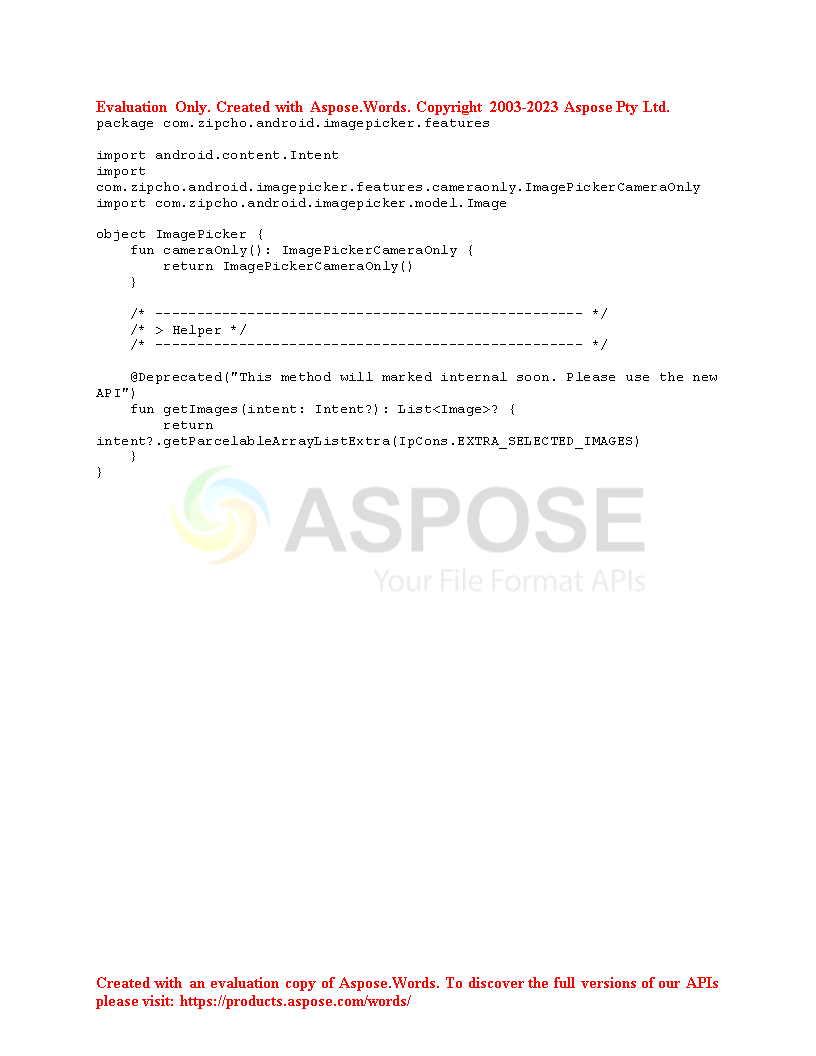 Evaluation Only. Created with Aspose.Words. Copyright 2003-2023 Aspose Pty Ltd.
package com.zipcho.android.imagepicker.features

import android.content.Intent
import
com.zipcho.android.imagepicker.features.cameraonly.ImagePickerCameraOnly
import com.zipcho.android.imagepicker.model.Image

object ImagePicker {
    fun cameraOnly(): ImagePickerCameraOnly {
        return ImagePickerCameraOnly()
    }

    /* --------------------------------------------------- */
    /* > Helper */
    /* --------------------------------------------------- */

    @Deprecated("This method will marked internal soon. Please use the new
API")
    fun getImages(intent: Intent?): List<Image>? {
        return
intent?.getParcelableArrayListExtra(IpCons.EXTRA_SELECTED_IMAGES)
    }
}
ASPOSE
Your File Format APIs
Created with an evaluation copy of Aspose.Words. To discover the full versions of our APIs
please visit: https://products.aspose.com/words/